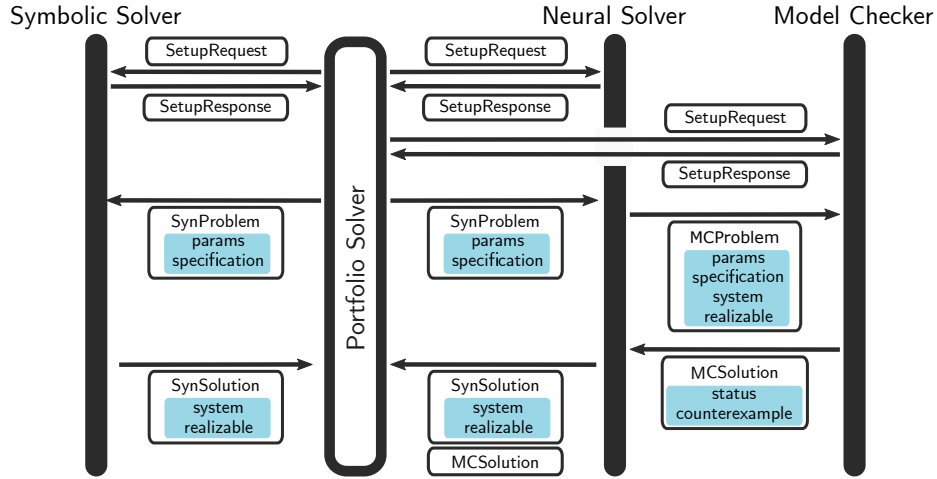 Symbolic Solver
Neural Solver
Model Checker
SetupRequest
SetupRequest
SetupResponse
SetupResponse
SetupRequest
SetupResponse
Portfolio Solver
SynProblem
params
specification
SynProblem
params
specification
MCProblem
params
specification
system
realizable
SynSolution
system
realizable
SynSolution
system
realizable
MCSolution
MCSolution
status
counterexample